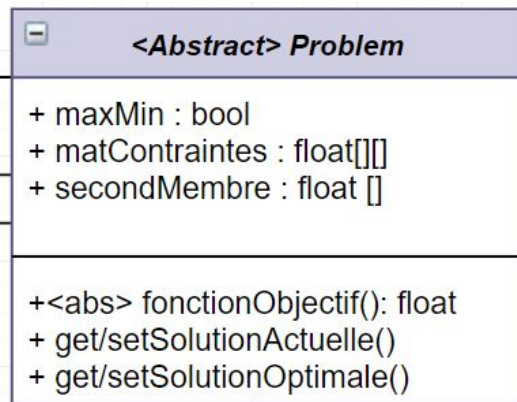 <Abstract> Problem
+ maxMin : bool
+ matContraintes : float[][]
+ secondMembre : float []
+<abs> fonctionObjectif(): float
+ get/setSolutionActuelle()
+ get/setSolutionOptimale()